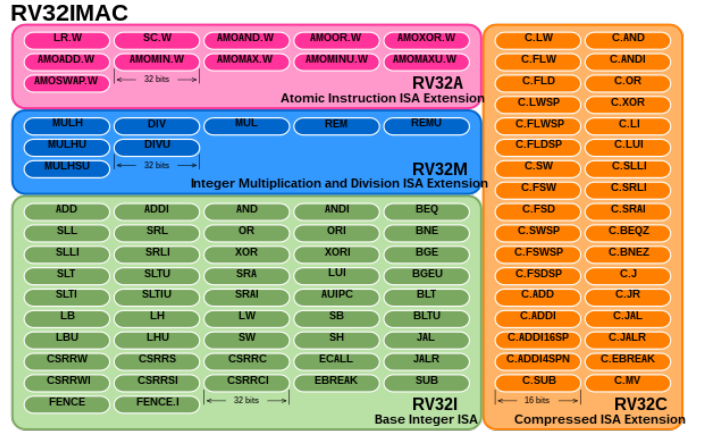 RV32IMAC
LR.W SC.W AMOAND.W AMOOR.W AMOXOR.W
AMOADD.W AMOMIN.W AMOMAX.W AMOMINU.W AMOMAXU.W
AMOSWAP.W 32 bits RV32A
Atomic Instruction ISA Extension
MULH DIV MUL REM REMU
MULHU DIVU
MULHSU 32 bits RV32M
Integer Multiplication and Division ISA Extension
ADD ADDI AND ANDI BEQ
SLL SRL OR ORI BNE
SLLI SRLI XOR XORI BGE
SLT SLTU SRA LUI BGEU
SLTI SLTIU SRAI AUIPC BLT
LB LH LW SB BLTU
LBU LHU SW SH JAL
CSRRW CSRRS CSRRC ECALL JALR
CSRRWI CSRRSI CSRRCI EBREAK SUB
FENCE FENCE.I 32 bits RV32I
Base Integer ISA
C.LW C.AND
C.FLW C.ANDI
C.FLD C.OR
C.LWSP C.XOR
C.FLWSP C.LI
C.FLDSP C.LUI
C.SW C.SLLI
C.FSW C.SRLI
C.FSD C.SRAI
C.SWSP C.BEQZ
C.FSWSP C.BNEZ
C.FSDSP C.J
C.ADD C.JR
C.ADDI C.JAL
C.ADDI16SP C.JALR
C.ADDI4SPN C.EBREAK
C.SUB C.MV
16 bits RV32C
Compressed ISA Extension